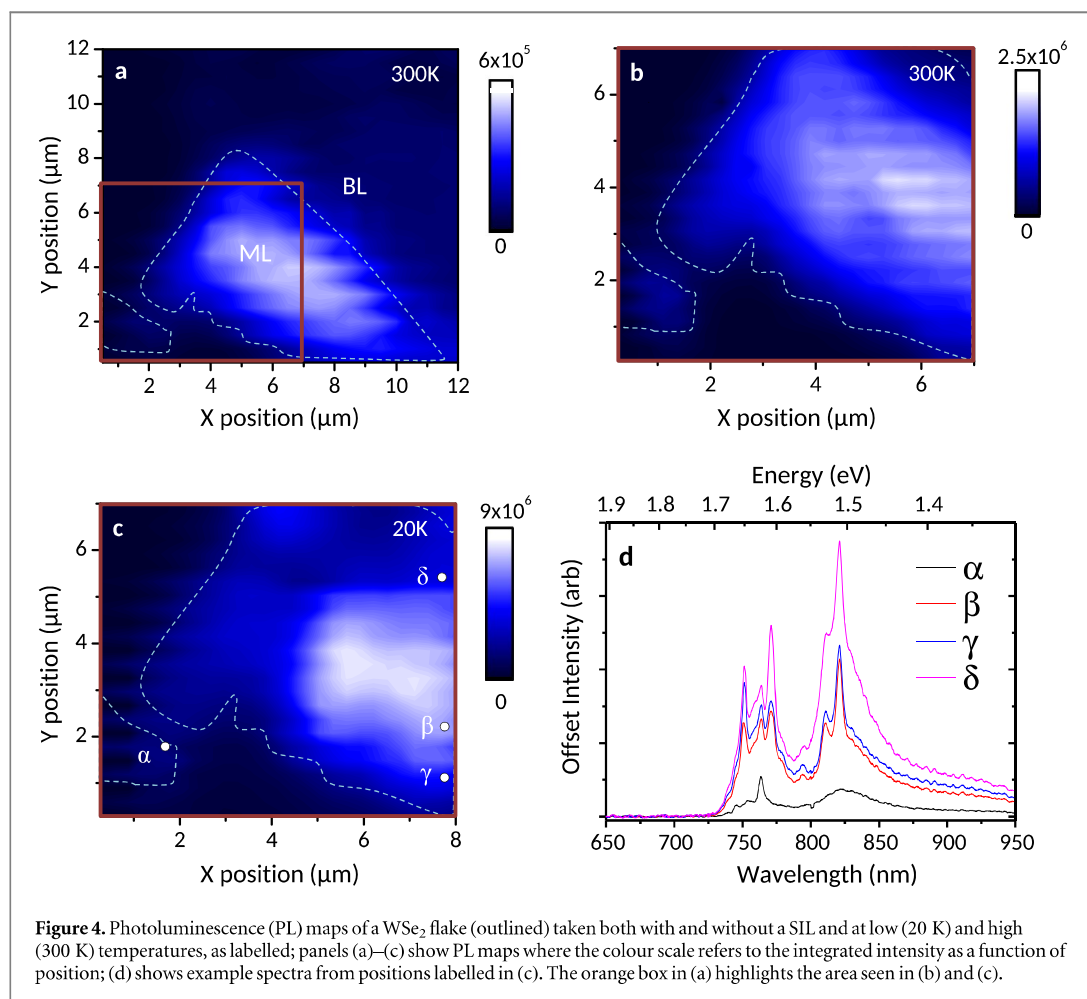 a
300K
ML
BL
12
10
8
6
4
2
Y position (µm)
2 4 6 8 10 12
X position (µm)
6x10⁵
0
b
300K
6
4
2
2 4 6
X position (µm)
2.5x10⁶
0
c
20K
δ
β
γ
α
6
4
2
Y position (µm)
2 4 6 8
X position (µm)
9x10⁶
0
Energy (eV)
1.9 1.8 1.7 1.6 1.5 1.4
d
α
β
γ
δ
Offset Intensity (arb)
650 700 750 800 850 900 950
Wavelength (nm)
Figure 4. Photoluminescence (PL) maps of a WSe₂ flake (outlined) taken both with and without a SIL and at low (20 K) and high
(300 K) temperatures, as labelled; panels (a)–(c) show PL maps where the colour scale refers to the integrated intensity as a function of
position; (d) shows example spectra from positions labelled in (c). The orange box in (a) highlights the area seen in (b) and (c).